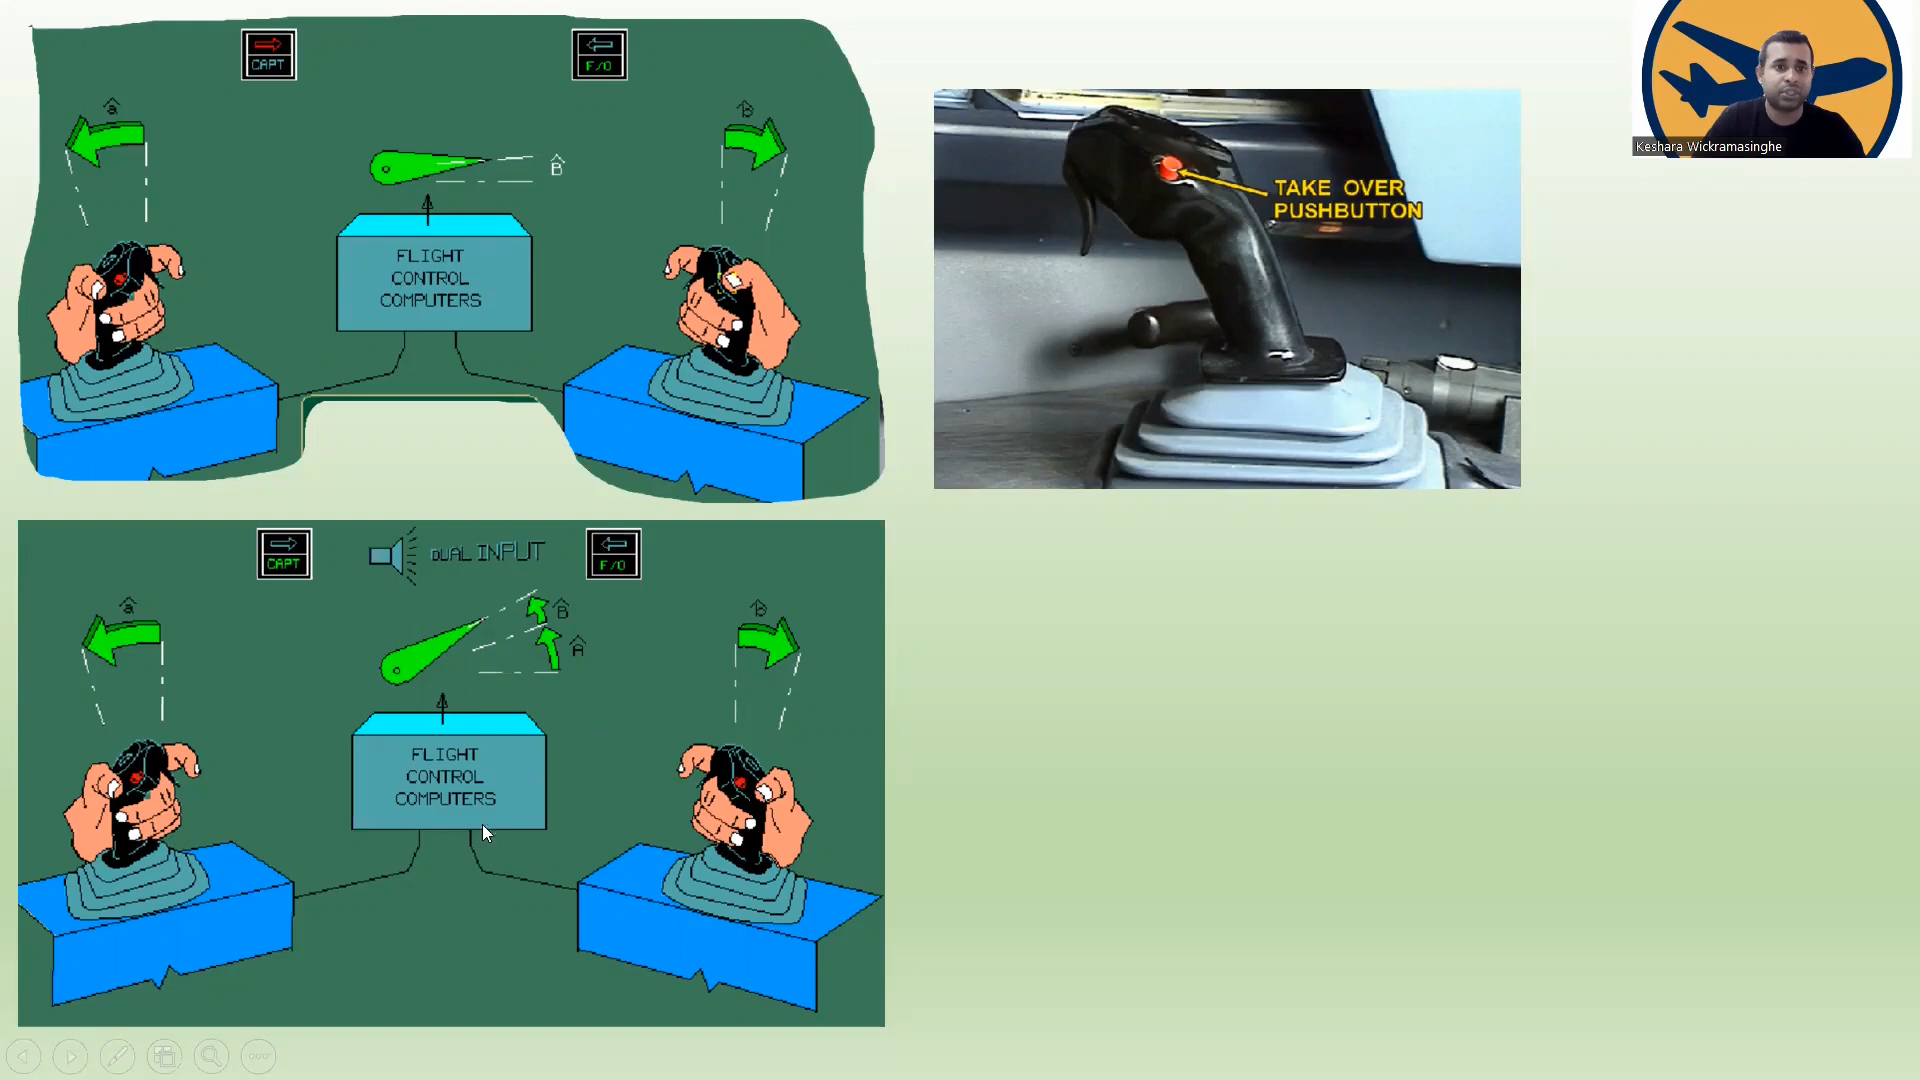 CAPT
F/O
â
b̂
B̂
FLIGHT
CONTROL
COMPUTERS
TAKE OVER
PUSHBUTTON
Keshara Wickramasinghe
CAPT
DUAL INPUT
F/O
â
B̂
Â
b̂
FLIGHT
CONTROL
COMPUTERS